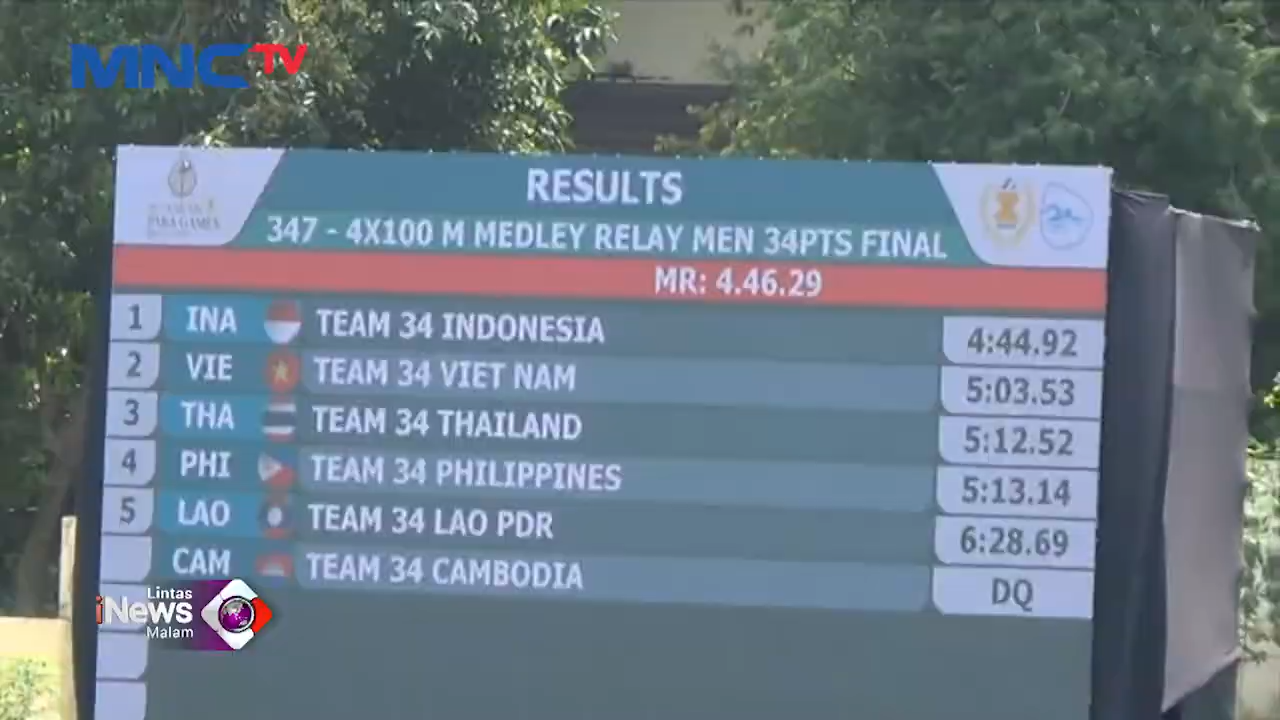 MNCTV
RESULTS
PARA GAMES
347 - 4X100 M MEDLEY RELAY MEN 34PTS FINAL
MR: 4.46.29
1 INA TEAM 34 INDONESIA 4:44.92
2 VIE TEAM 34 VIET NAM 5:03.53
3 THA TEAM 34 THAILAND 5:12.52
4 PHI TEAM 34 PHILIPPINES 5:13.14
5 LAO TEAM 34 LAO PDR 6:28.69
CAM TEAM 34 CAMBODIA DQ
Lintas
iNews
Malam